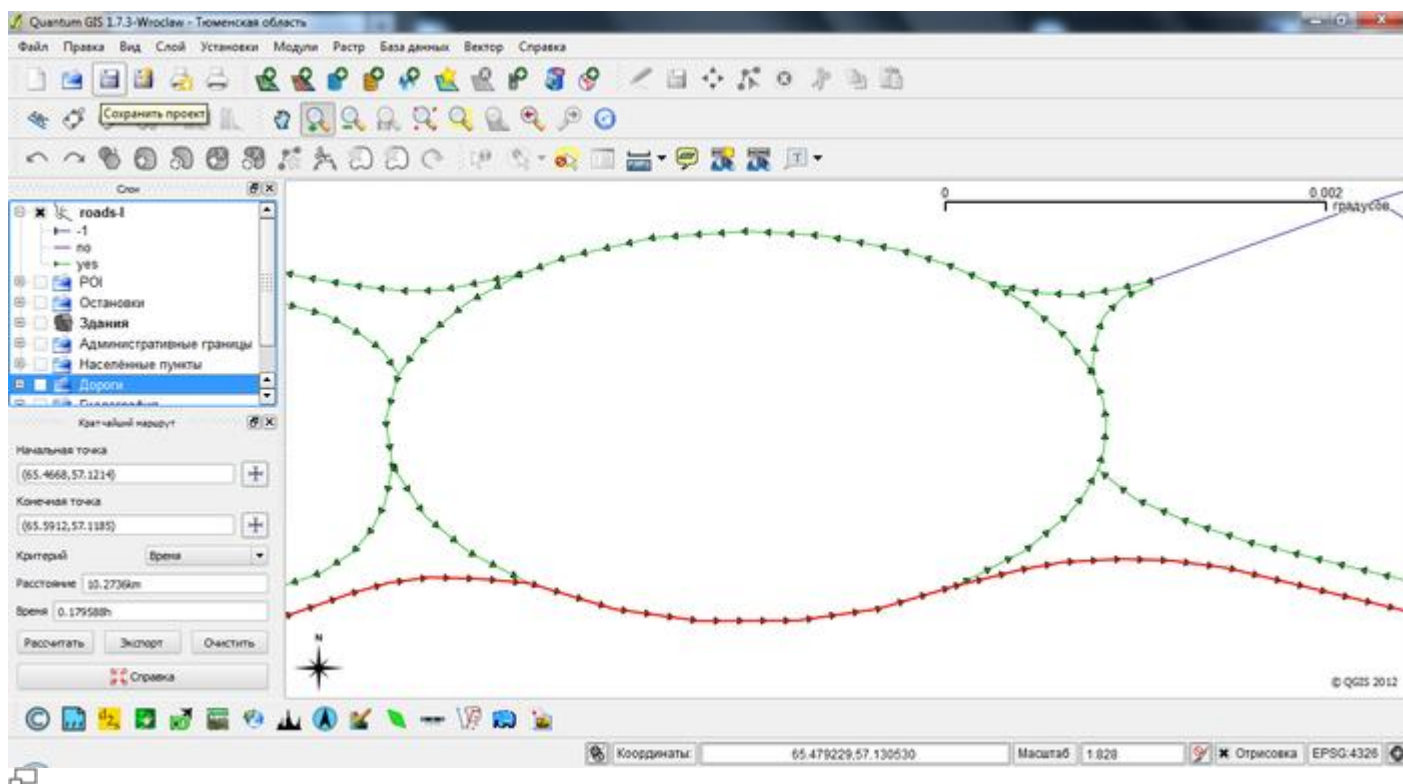 Quantum GIS 1.7.3-Wroclaw - Тюменская область
Файл Правка Вид Слой Установки Модули Растр База данных Вектор Справка
Сохранить проект
Слои
roads-l
-1
no
yes
POI
Остановки
Здания
Административные границы
Населённые пункты
Дороги
Гидрография
0 0.002
градусов
Кратчайший маршрут
Начальная точка
(65.4668,57.1214)
Конечная точка
(65.5912,57.1185)
Критерий Время
Расстояние 10.2736km
Время 0.179588h
Рассчитать Экспорт Очистить
Справка
N
© QGIS 2012
Координаты: 65.479229,57.130530 Масштаб 1:828 Отрисовка EPSG:4326